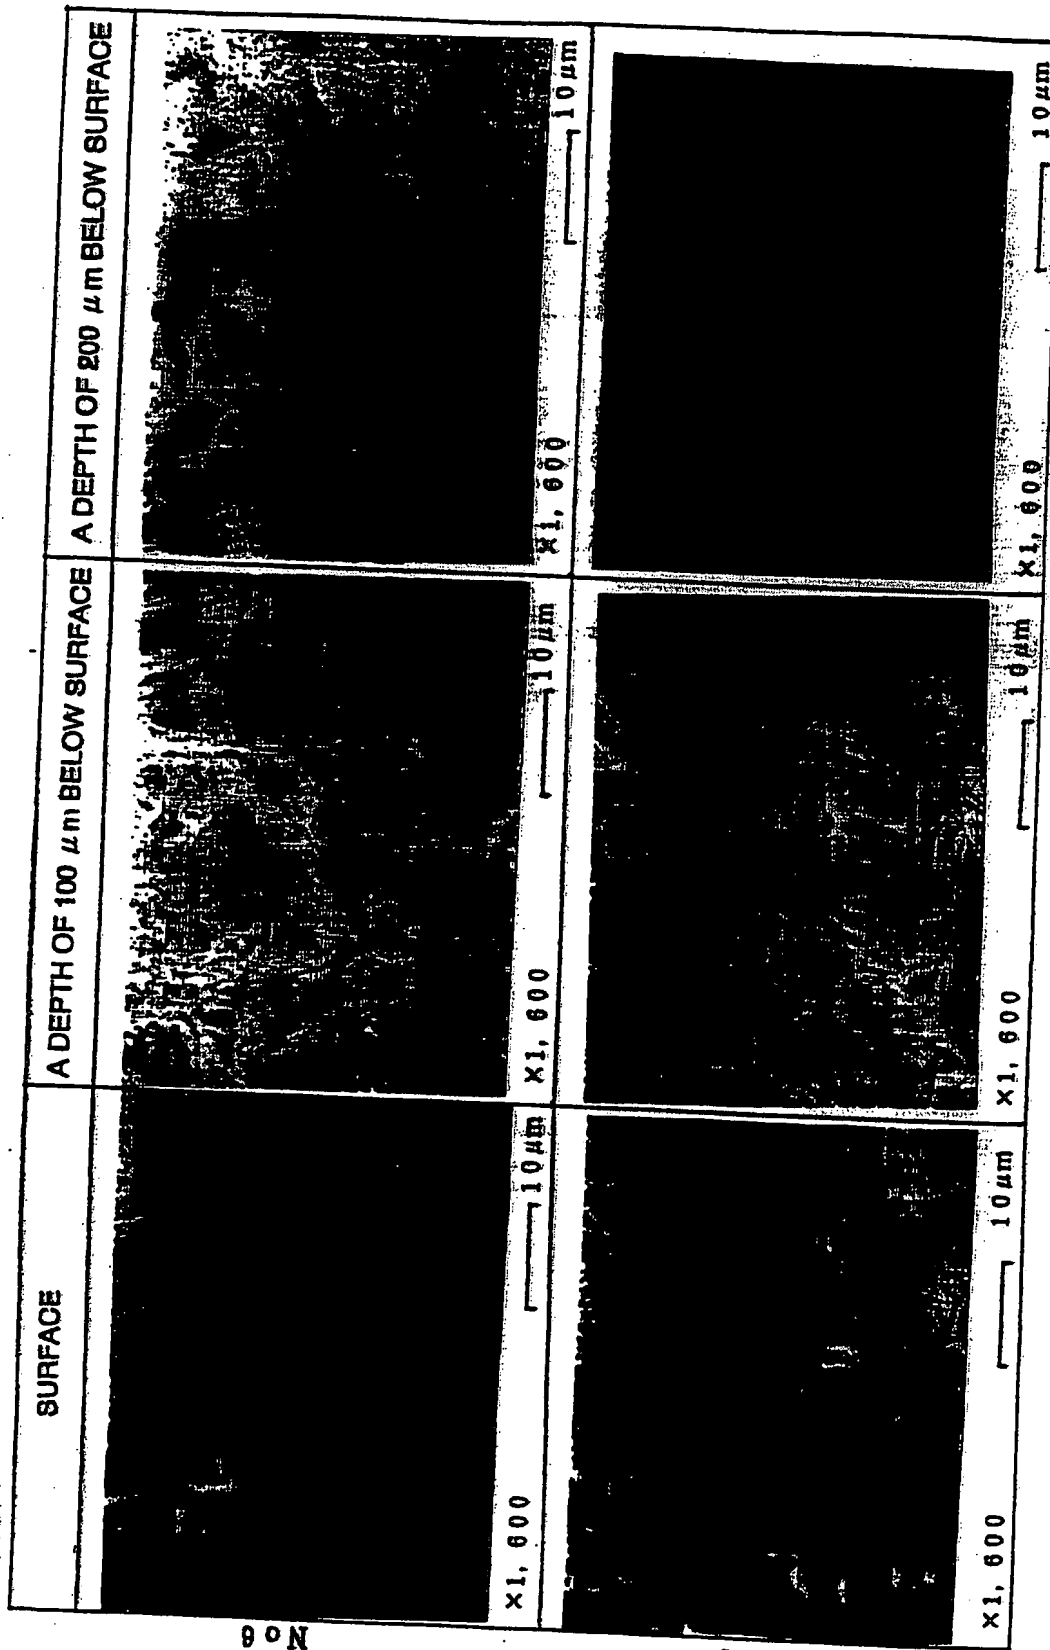 SURFACE
A DEPTH OF 100 μm BELOW SURFACE
A DEPTH OF 200 μm BELOW SURFACE
No6
×1, 600
10μm
×1, 600
10μm
×1, 600
10μm
×1, 600
10μm
×1, 600
10μm
×1, 600
10μm